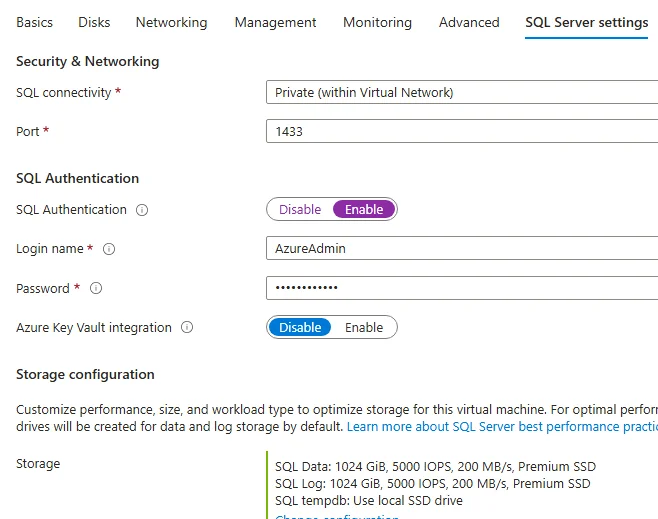 Basics Disks Networking Management Monitoring Advanced SQL Server settings
Security & Networking
SQL connectivity * Private (within Virtual Network)
Port * 1433
SQL Authentication
SQL Authentication Disable Enable
Login name * AzureAdmin
Password * ••••••••••••
Azure Key Vault integration Disable Enable
Storage configuration
Customize performance, size, and workload type to optimize storage for this virtual machine. For optimal
drives will be created for data and log storage by default. Learn more about SQL Server best performance
Storage SQL Data: 1024 GiB, 5000 IOPS, 200 MB/s, Premium SSD
SQL Log: 1024 GiB, 5000 IOPS, 200 MB/s, Premium SSD
SQL tempdb: Use local SSD drive
Change configuration